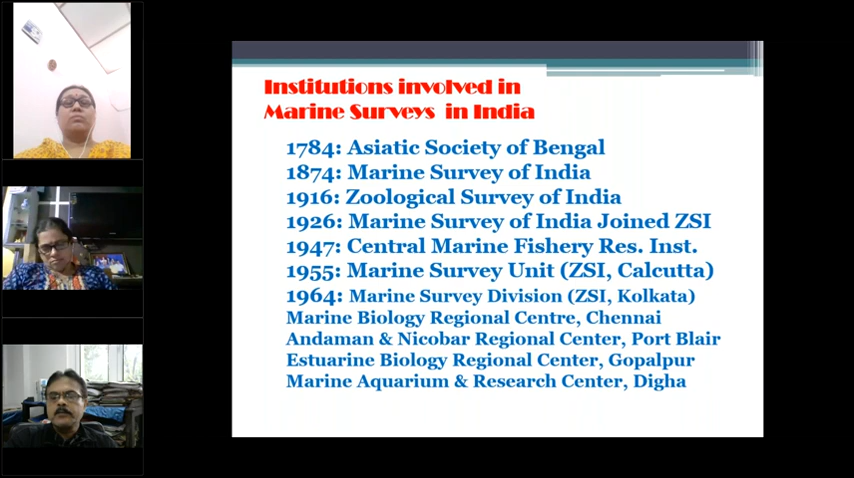 Institutions involved in
Marine Surveys in India
1784: Asiatic Society of Bengal
1874: Marine Survey of India
1916: Zoological Survey of India
1926: Marine Survey of India Joined ZSI
1947: Central Marine Fishery Res. Inst.
1955: Marine Survey Unit (ZSI, Calcutta)
1964: Marine Survey Division (ZSI, Kolkata)
Marine Biology Regional Centre, Chennai
Andaman & Nicobar Regional Center, Port Blair
Estuarine Biology Regional Center, Gopalpur
Marine Aquarium & Research Center, Digha